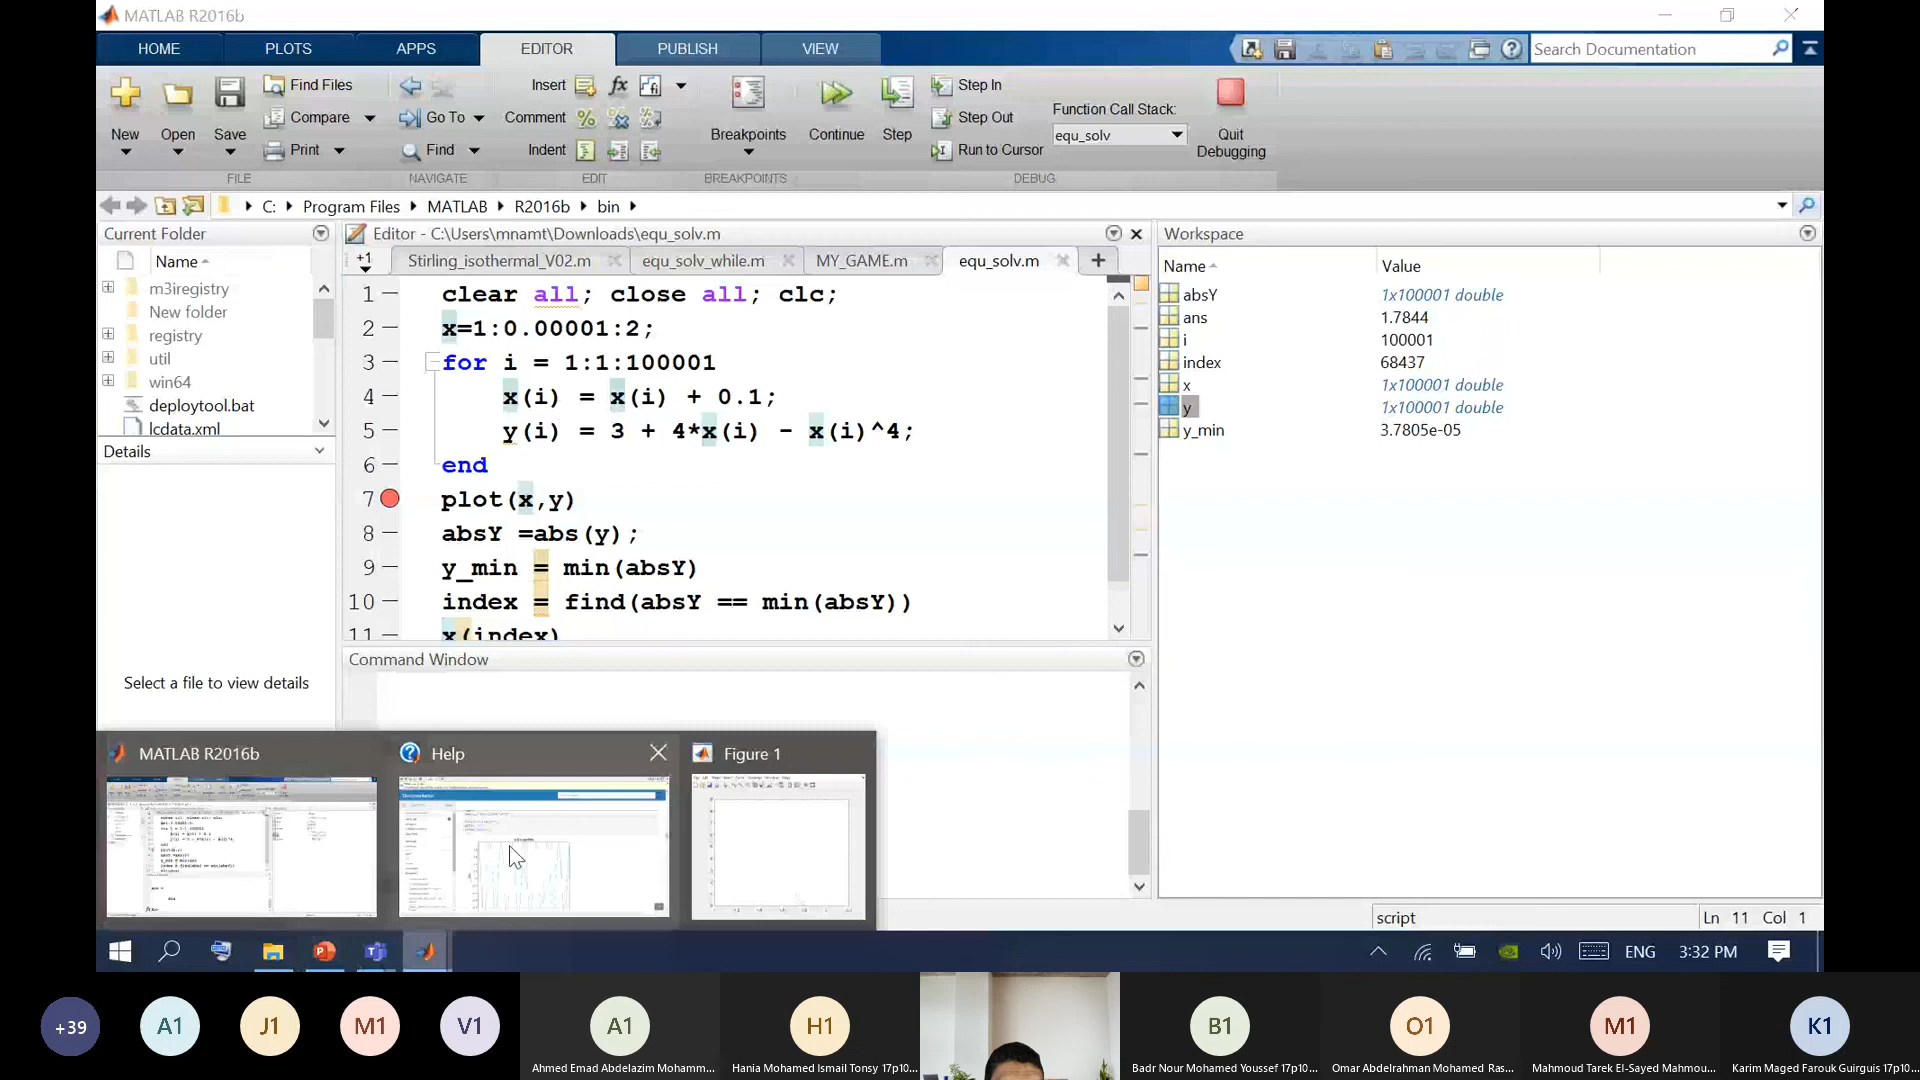 MATLAB R2016b
HOME PLOTS APPS EDITOR PUBLISH VIEW
Search Documentation
New
Open
Save
Find Files
Compare
Print
Go To
Find
Insert
Comment
Indent
fx
Breakpoints
Continue
Step
Step In
Step Out
Run to Cursor
Function Call Stack:
equ_solv
Quit
Debugging
FILE NAVIGATE EDIT BREAKPOINTS DEBUG
C: Program Files MATLAB R2016b bin
Current Folder
Name
m3iregistry
New folder
registry
util
win64
deploytool.bat
lcdata.xml
Details
Select a file to view details
Editor - C:\Users\mnamt\Downloads\equ_solv.m
+1 Stirling_isothermal_V02.m equ_solv_while.m MY_GAME.m equ_solv.m +
1 clear all; close all; clc;
2 x=1:0.00001:2;
3 for i = 1:1:100001
4 x(i) = x(i) + 0.1;
5 y(i) = 3 + 4*x(i) - x(i)^4;
6 end
7 plot(x,y)
8 absY =abs(y);
9 y_min = min(absY)
10 index = find(absY == min(absY))
11 x(index)
Command Window
Workspace
Name Value
absY 1x100001 double
ans 1.7844
i 100001
index 68437
x 1x100001 double
y 1x100001 double
y_min 3.7805e-05
MATLAB R2016b
Help
Figure 1
script Ln 11 Col 1
ENG 3:32 PM
+39 A1 J1 M1 V1 A1 H1 B1 O1 M1 K1
Ahmed Emad Abdelazim Mohamm...
Hania Mohamed Ismail Tonsy 17p10...
Badr Nour Mohamed Youssef 17p10...
Omar Abdelrahman Mohamed Ras...
Mahmoud Tarek El-Sayed Mahmou...
Karim Maged Farouk Guirguis 17p10...